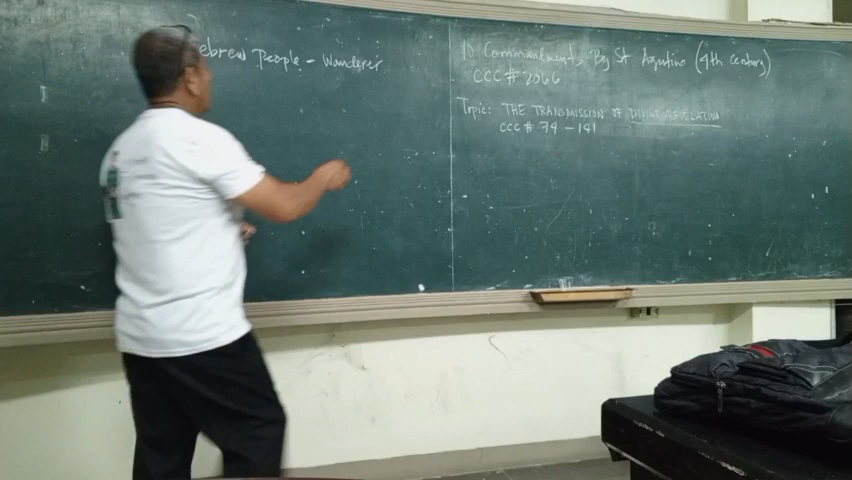 ebrew People - Wanderer
10 Commandments By St Agustine (4th century)
CCC # 2066
Topic: THE TRANSMISSION OF DIVINE REVELATION
CCC # 74 - 141